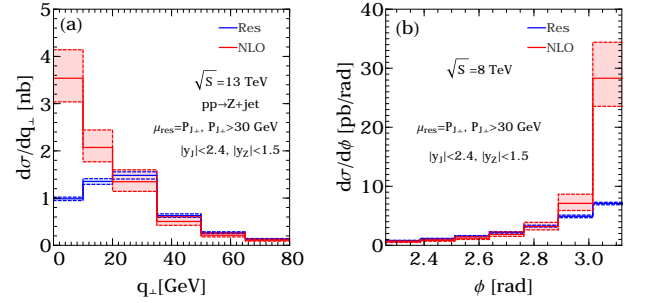 (a)
Res
NLO
√S=13 TeV
pp→Z+jet
μres=PJ⊥, PJ⊥>30 GeV
|yJ|<2.4, |yZ|<1.5
dσ/dq⊥ [nb]
5
4
3
2
1
0
0 20 40 60 80
q⊥[GeV]
(b)
Res
NLO
√S=8 TeV
μres=PJ⊥, PJ⊥>30 GeV
|yJ|<2.4, |yZ|<1.5
dσ/dϕ [pb/rad]
40
30
20
10
0
2.4 2.6 2.8 3.0
ϕ [rad]